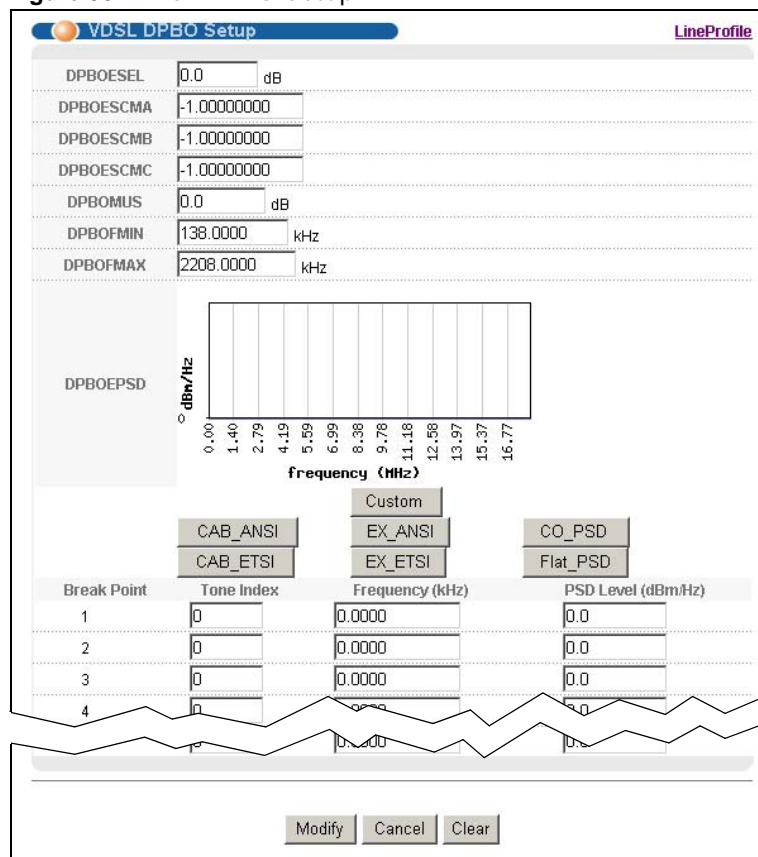 VDSL DPBO Setup LineProfile
DPBOESEL 0.0 dB
DPBOESCMA -1.00000000
DPBOESCMB -1.00000000
DPBOESCMC -1.00000000
DPBOMUS 0.0 dB
DPBOFMIN 138.0000 kHz
DPBOFMAX 2208.0000 kHz
DPBOEPSD
dBm/Hz
0
0.00 1.40 2.79 4.19 5.59 6.99 8.38 9.78 11.18 12.58 13.97 15.37 16.77
frequency (MHz)
Custom
CAB_ANSI EX_ANSI CO_PSD
CAB_ETSI EX_ETSI Flat_PSD
Break Point Tone Index Frequency (kHz) PSD Level (dBm/Hz)
1 0 0.0000 0.0
2 0 0.0000 0.0
3 0 0.0000 0.0
4
Modify Cancel Clear